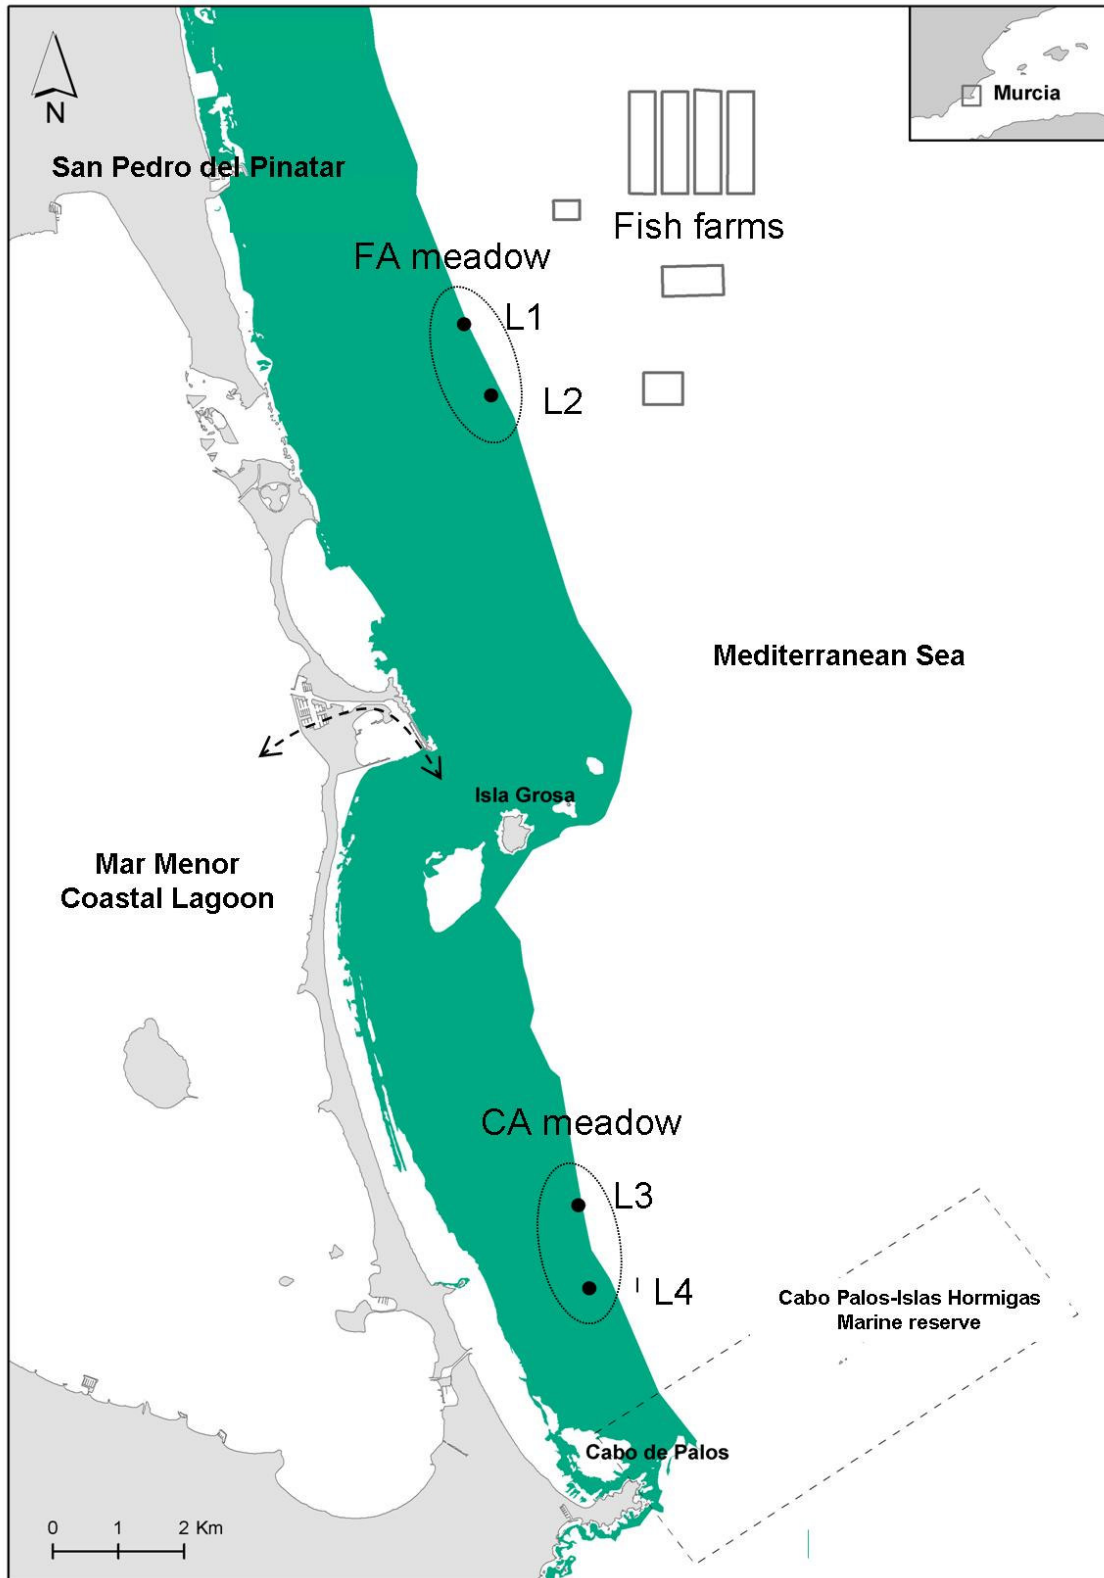 Murcia
N
San Pedro del Pinatar
Fish farms
FA meadow
L1
L2
Mediterranean Sea
Isla Grosa
Mar Menor
Coastal Lagoon
CA meadow
L3
L4
Cabo Palos-Islas Hormigas
Marine reserve
Cabo de Palos
0 1 2 Km